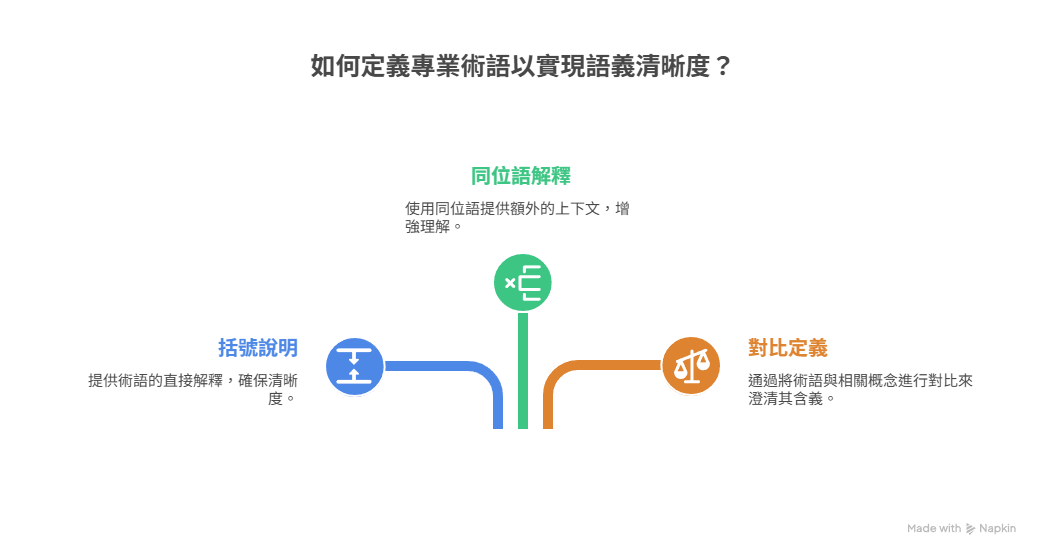 如何定義專業術語以實現語義清晰度？
同位語解釋
使用同位語提供額外的上下文，增
強理解。
括號說明
提供術語的直接解釋，確保清晰
度。
對比定義
通過將術語與相關概念進行對比來
澄清其含義。
Made with Napkin